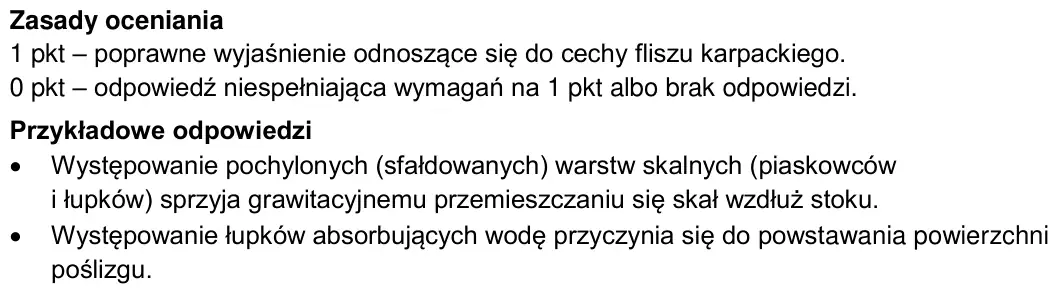 Zasady oceniania
1 pkt – poprawne wyjaśnienie odnoszące się do cechy fliszu karpackiego.
0 pkt – odpowiedź niespełniająca wymagań na 1 pkt albo brak odpowiedzi.
Przykładowe odpowiedzi
• Występowanie pochylonych (sfałdowanych) warstw skalnych (piaskowców
i łupków) sprzyja grawitacyjnemu przemieszczaniu się skał wzdłuż stoku.
• Występowanie łupków absorbujących wodę przyczynia się do powstawania powierzchni
poślizgu.